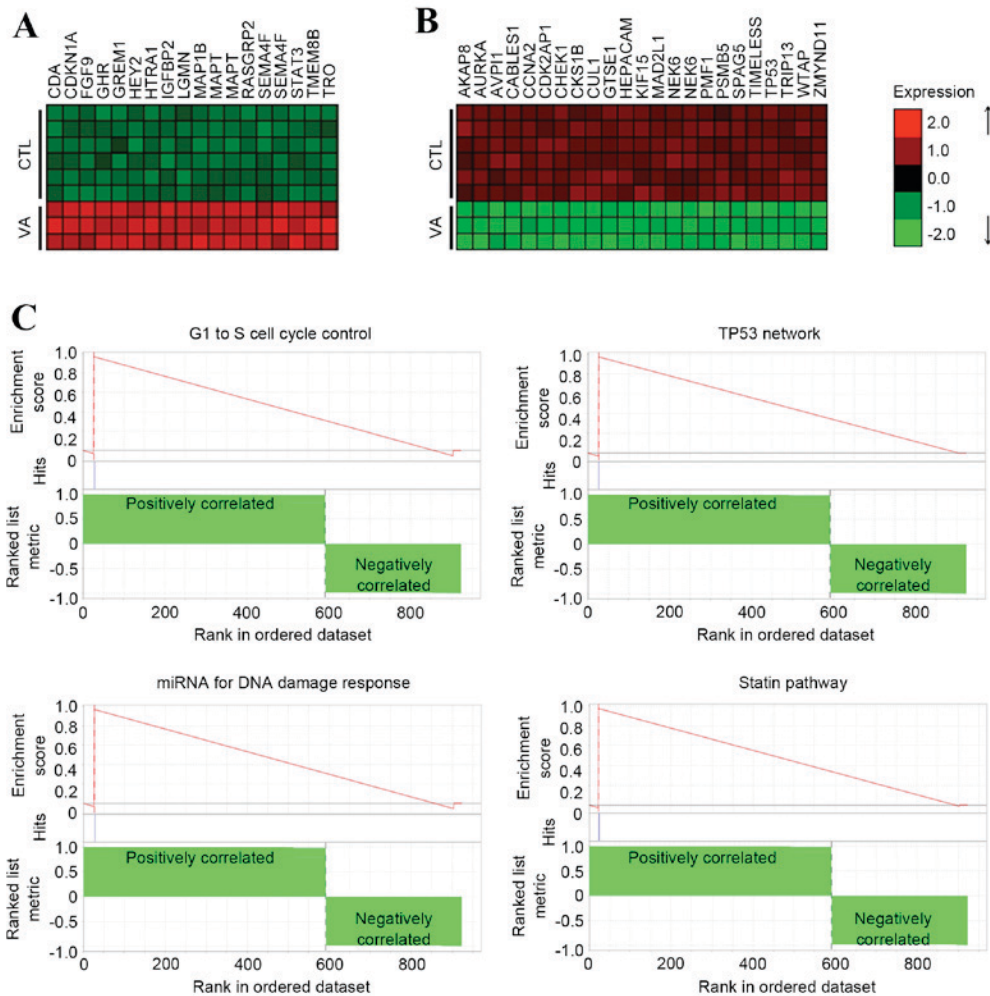 A
CDA
CDKN1A
FGF9
GHR
GREM1
HEY2
HTRA1
IGFBP2
LGMN
MAP1B
MAPT
MAPT
RASGRP2
SEMA4F
SEMA4F
STAT3
TMEM8B
TRO
CTL
VA
B
AKAP8
AURKA
AVPI1
CABLES1
CCNA2
CDK2AP1
CHEK1
CKS1B
CUL1
GTSE1
HEPACAM
KIF15
MAD2L1
NEK6
NEK6
PMF1
PSMB5
SPAG5
TIMELESS
TP53
TRIP13
WTAP
ZMYND11
CTL
VA
Expression
2.0
1.0
0.0
-1.0
-2.0
C
G1 to S cell cycle control
Enrichment
score
1.0
0.8
0.6
0.4
0.2
0
Hits
Ranked list
metric
1.0
0.5
0
-0.5
-1.0
Positively correlated
Negatively
correlated
0 200 400 600 800
Rank in ordered dataset
TP53 network
Enrichment
score
1.0
0.8
0.6
0.4
0.2
0
Hits
Ranked list
metric
1.0
0.5
0
-0.5
-1.0
Positively correlated
Negatively
correlated
0 200 400 600 800
Rank in ordered dataset
miRNA for DNA damage response
Enrichment
score
1.0
0.8
0.6
0.4
0.2
0
Hits
Ranked list
metric
1.0
0.5
0
-0.5
-1.0
Positively correlated
Negatively
correlated
0 200 400 600 800
Rank in ordered dataset
Statin pathway
Enrichment
score
1.0
0.8
0.6
0.4
0.2
0
Hits
Ranked list
metric
1.0
0.5
0
-0.5
-1.0
Positively correlated
Negatively
correlated
0 200 400 600 800
Rank in ordered dataset